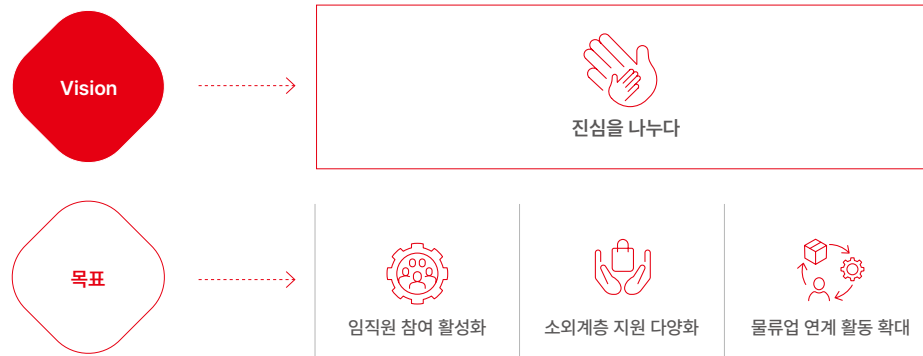 Vision
진심을 나누다
목표
임직원 참여 활성화
소외계층 지원 다양화
물류업 연계 활동 확대